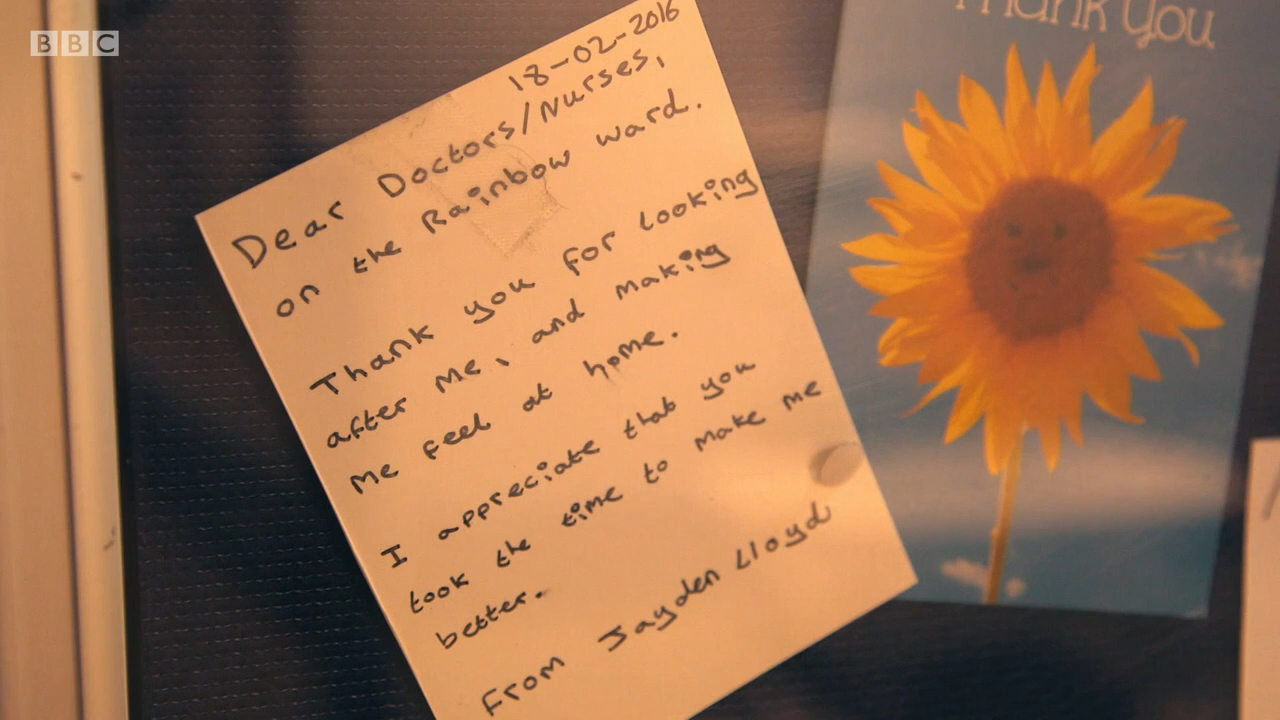 BBC
18-02-2016
Dear Doctors/Nurses,
on the Rainbow ward.
Thank you for looking
after me, and making
me feel at home.
I appreciate that you
took the time to make me
better.
From Jayden Lloyd
Thank You